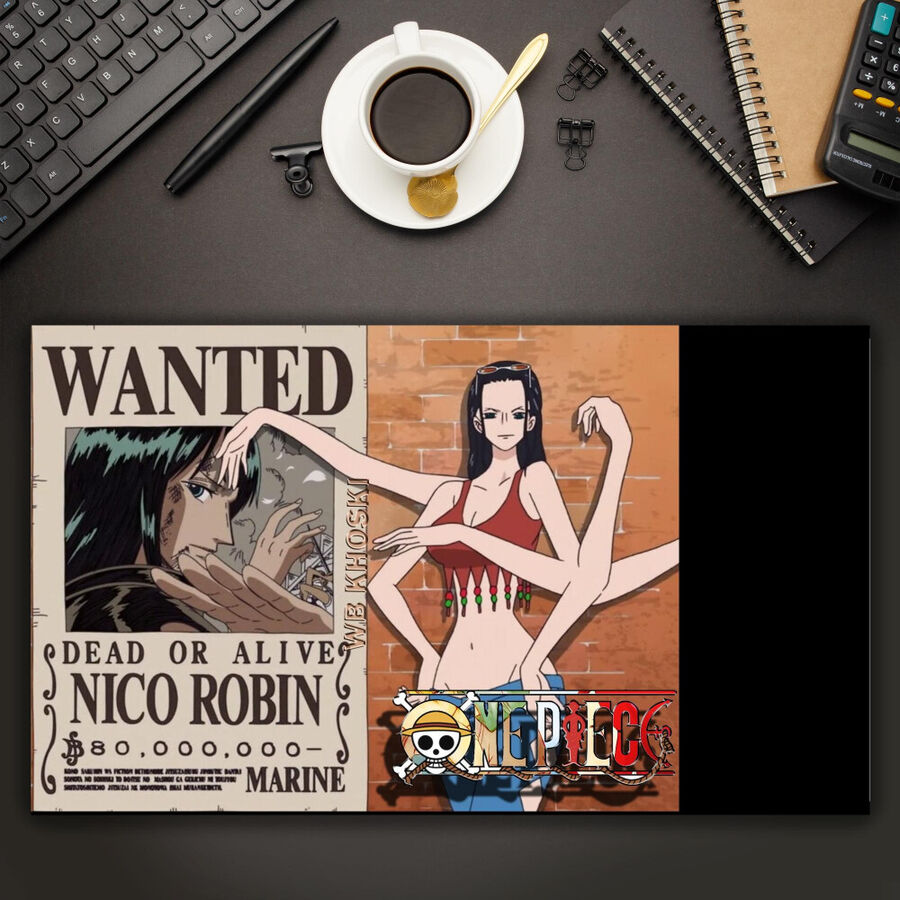 WANTED
DEAD OR ALIVE
NICO ROBIN
฿80,000,000-
MARINE
WB KHOSKI
ONE PIECE